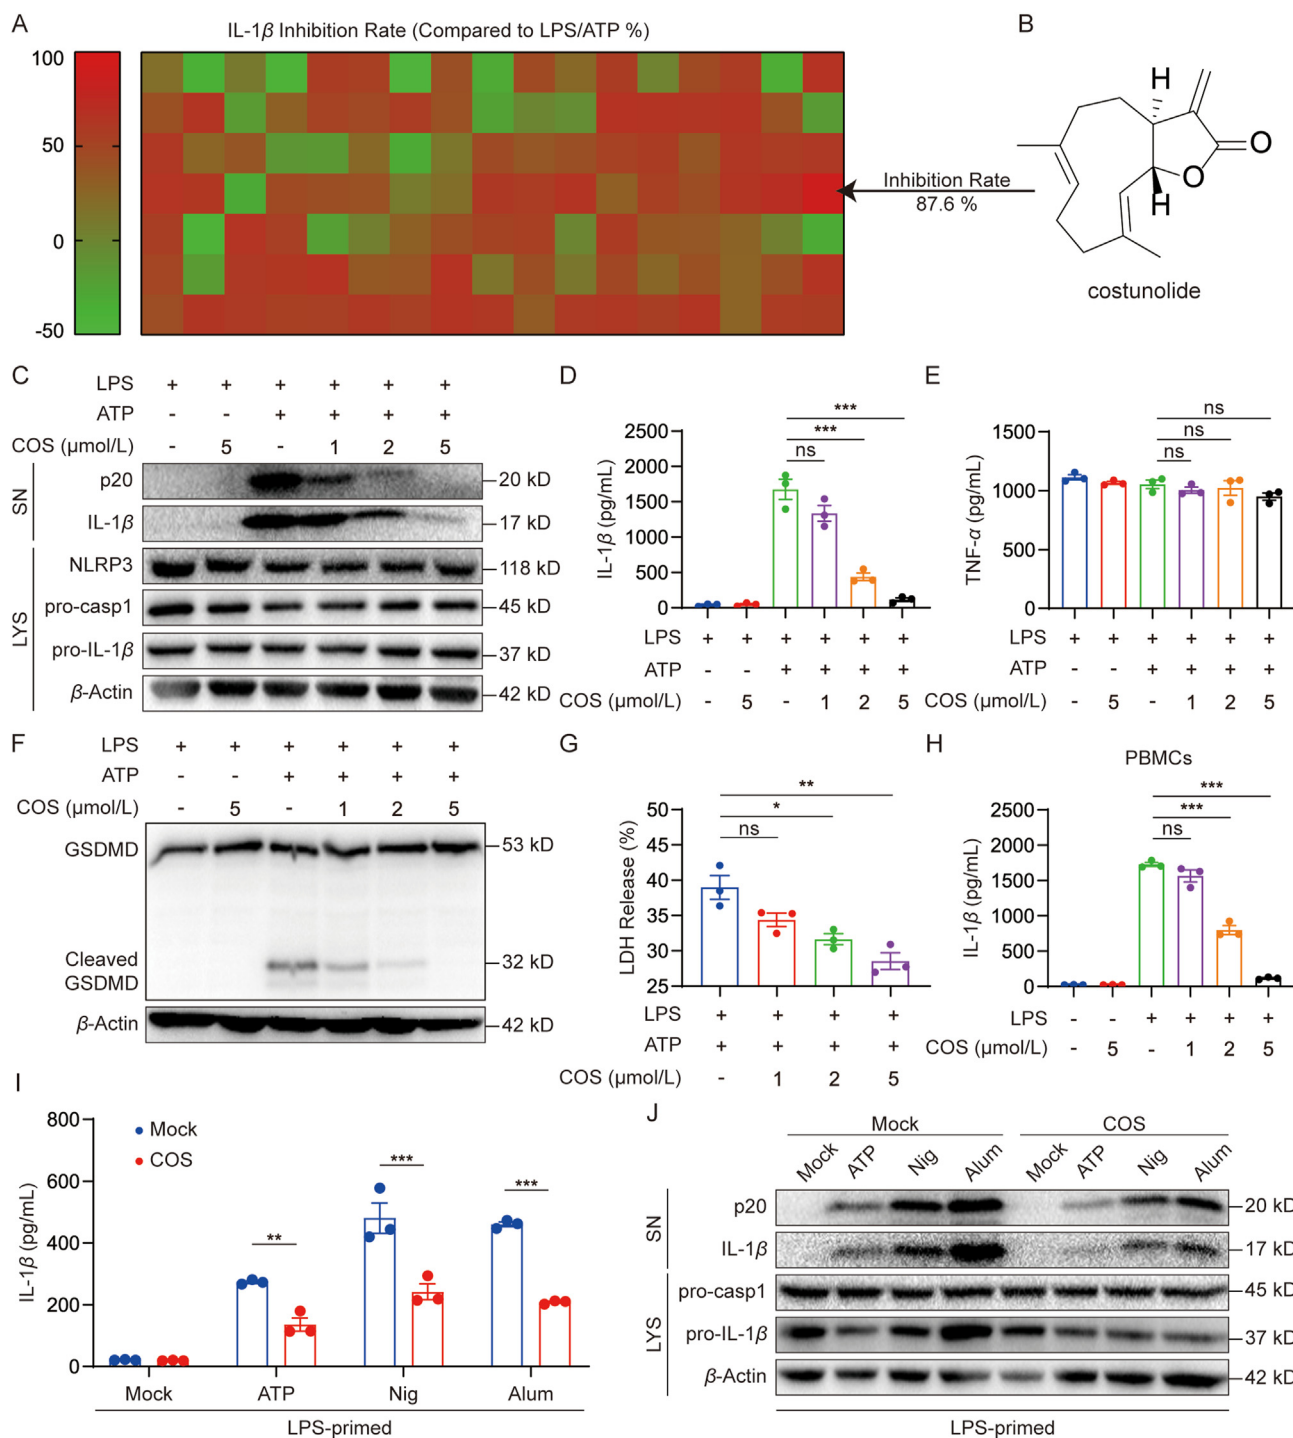 A
IL-1β Inhibition Rate (Compared to LPS/ATP %)
100
50
0
-50
Inhibition Rate
87.6 %
B
H
O
O
H
costunolide
C
LPS + + + + + +
ATP - - + + + +
COS (μmol/L) - 5 - 1 2 5
SN
p20 20 kD
IL-1β 17 kD
LYS
NLRP3 118 kD
pro-casp1 45 kD
pro-IL-1β 37 kD
β-Actin 42 kD
D
IL-1β (pg/mL)
2500
2000
1500
1000
500
0
***
***
ns
LPS + + + + + +
ATP - - + + + +
COS (μmol/L) - 5 - 1 2 5
E
TNF-α (pg/mL)
1500
1000
500
0
ns
ns
ns
LPS + + + + + +
ATP - - + + + +
COS (μmol/L) - 5 - 1 2 5
F
LPS + + + + + +
ATP - - + + + +
COS (μmol/L) - 5 - 1 2 5
GSDMD 53 kD
Cleaved
GSDMD
32 kD
β-Actin 42 kD
G
LDH Release (%)
50
45
40
35
30
25
**
*
ns
LPS + + + +
ATP + + + +
COS (μmol/L) - 1 2 5
H
PBMCs
IL-1β (pg/mL)
2500
2000
1500
1000
500
0
***
***
ns
LPS - - + + + +
COS (μmol/L) - 5 - 1 2 5
I
IL-1β (pg/mL)
800
600
400
200
0
Mock
COS
**
***
***
Mock ATP Nig Alum
LPS-primed
J
Mock COS
Mock ATP Nig Alum Mock ATP Nig Alum
SN
p20 20 kD
IL-1β 17 kD
LYS
pro-casp1 45 kD
pro-IL-1β 37 kD
β-Actin 42 kD
LPS-primed